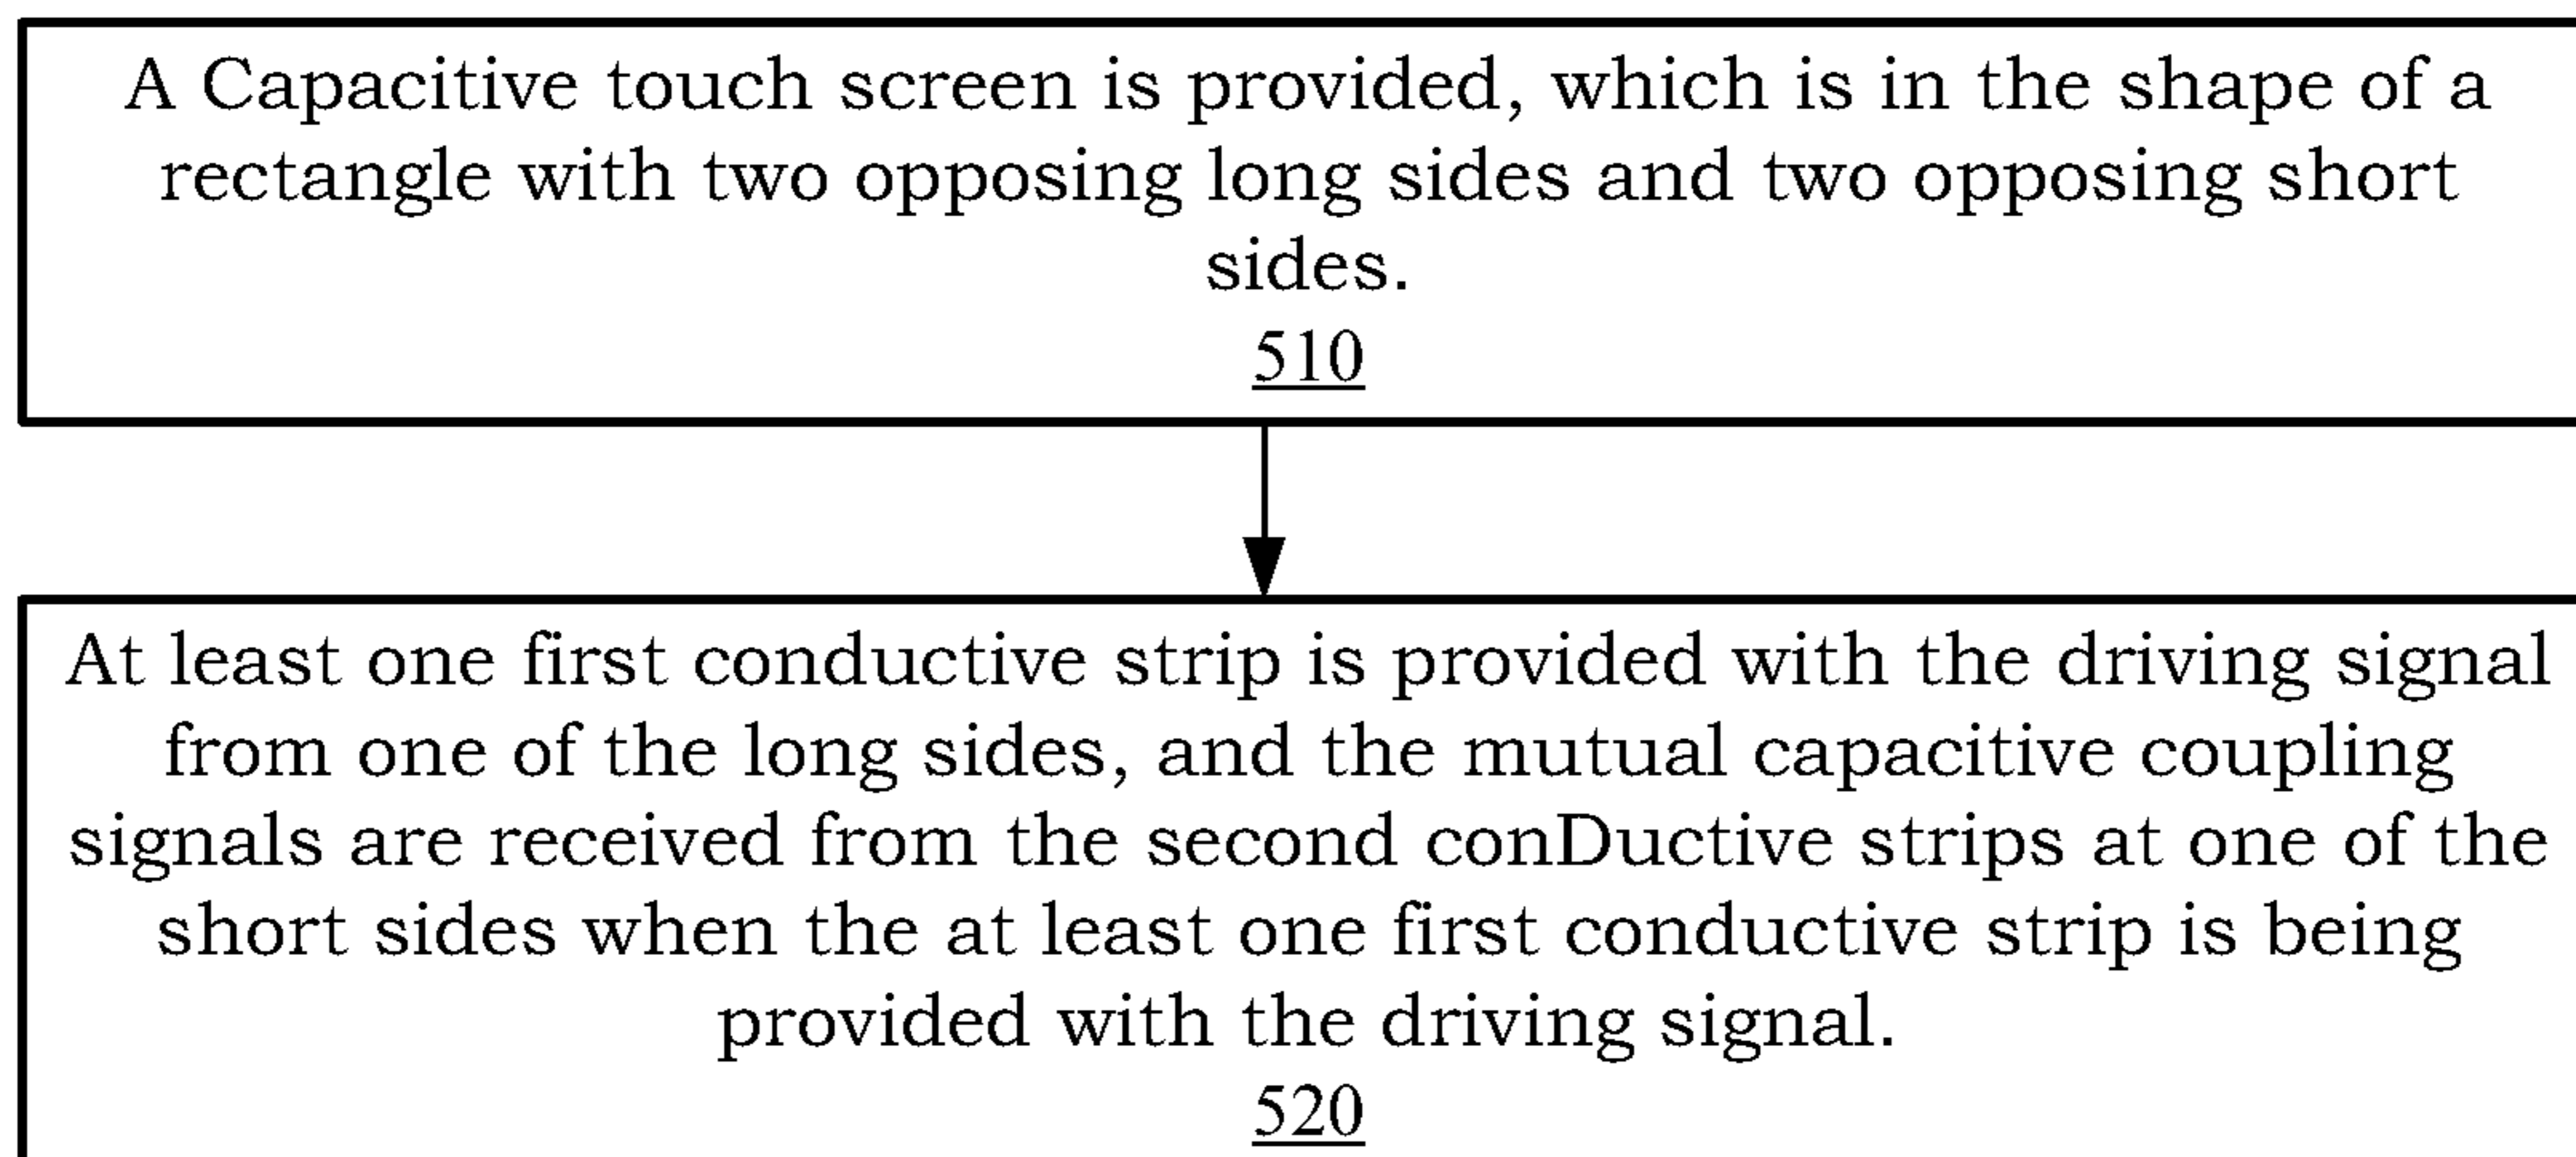 A Capacitive touch screen is provided, which is in the shape of a
rectangle with two opposing long sides and two opposing short
sides.
510
At least one first conductive strip is provided with the driving signal
from one of the long sides, and the mutual capacitive coupling
signals are received from the second conDuctive strips at one of the
short sides when the at least one first conductive strip is being
provided with the driving signal.
520